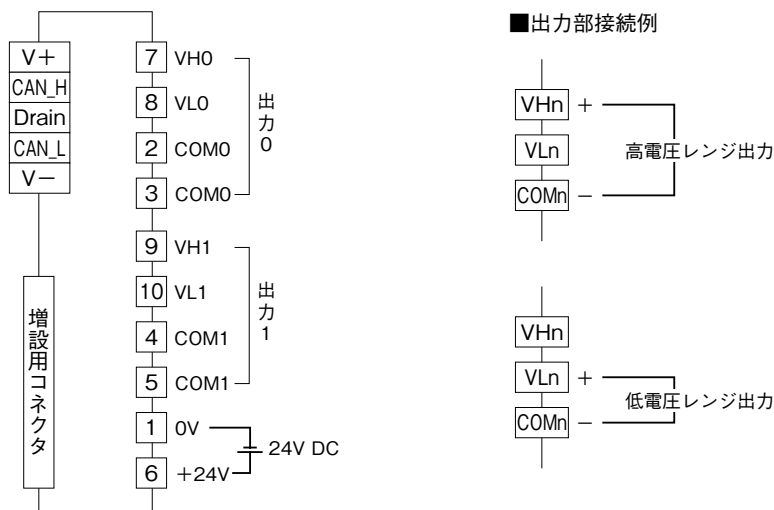 V+
CAN_H
Drain
CAN_L
V−
増設用コネクタ
7 VH0
8 VL0
2 COM0
3 COM0
出力0
9 VH1
10 VL1
4 COM1
5 COM1
出力1
1 0V
6 +24V
24V DC
■出力部接続例
VHn +
VLn
COMn −
高電圧レンジ出力
VHn
VLn +
COMn −
低電圧レンジ出力